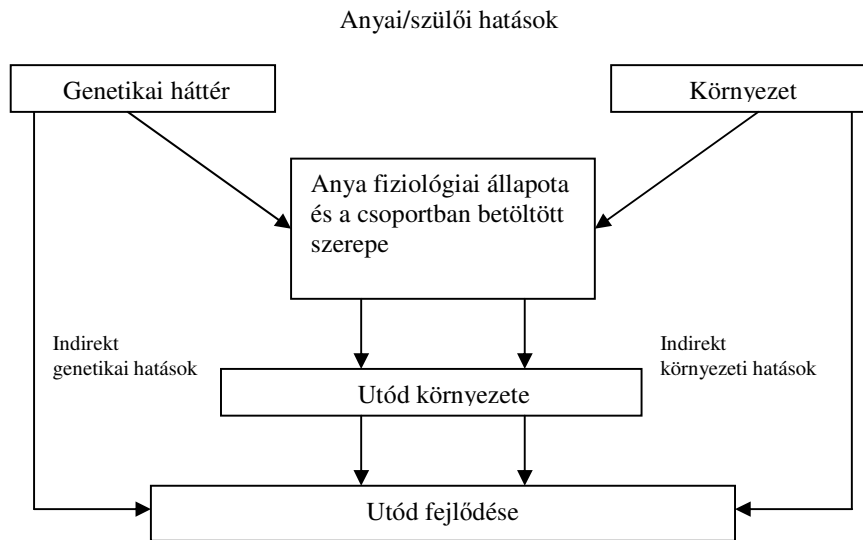 Anyai/szülői hatások
Genetikai háttér
Környezet
Anya fiziológiai állapota
és a csoportban betöltött
szerepe
Indirekt
genetikai hatások
Indirekt
környezeti hatások
Utód környezete
Utód fejlődése